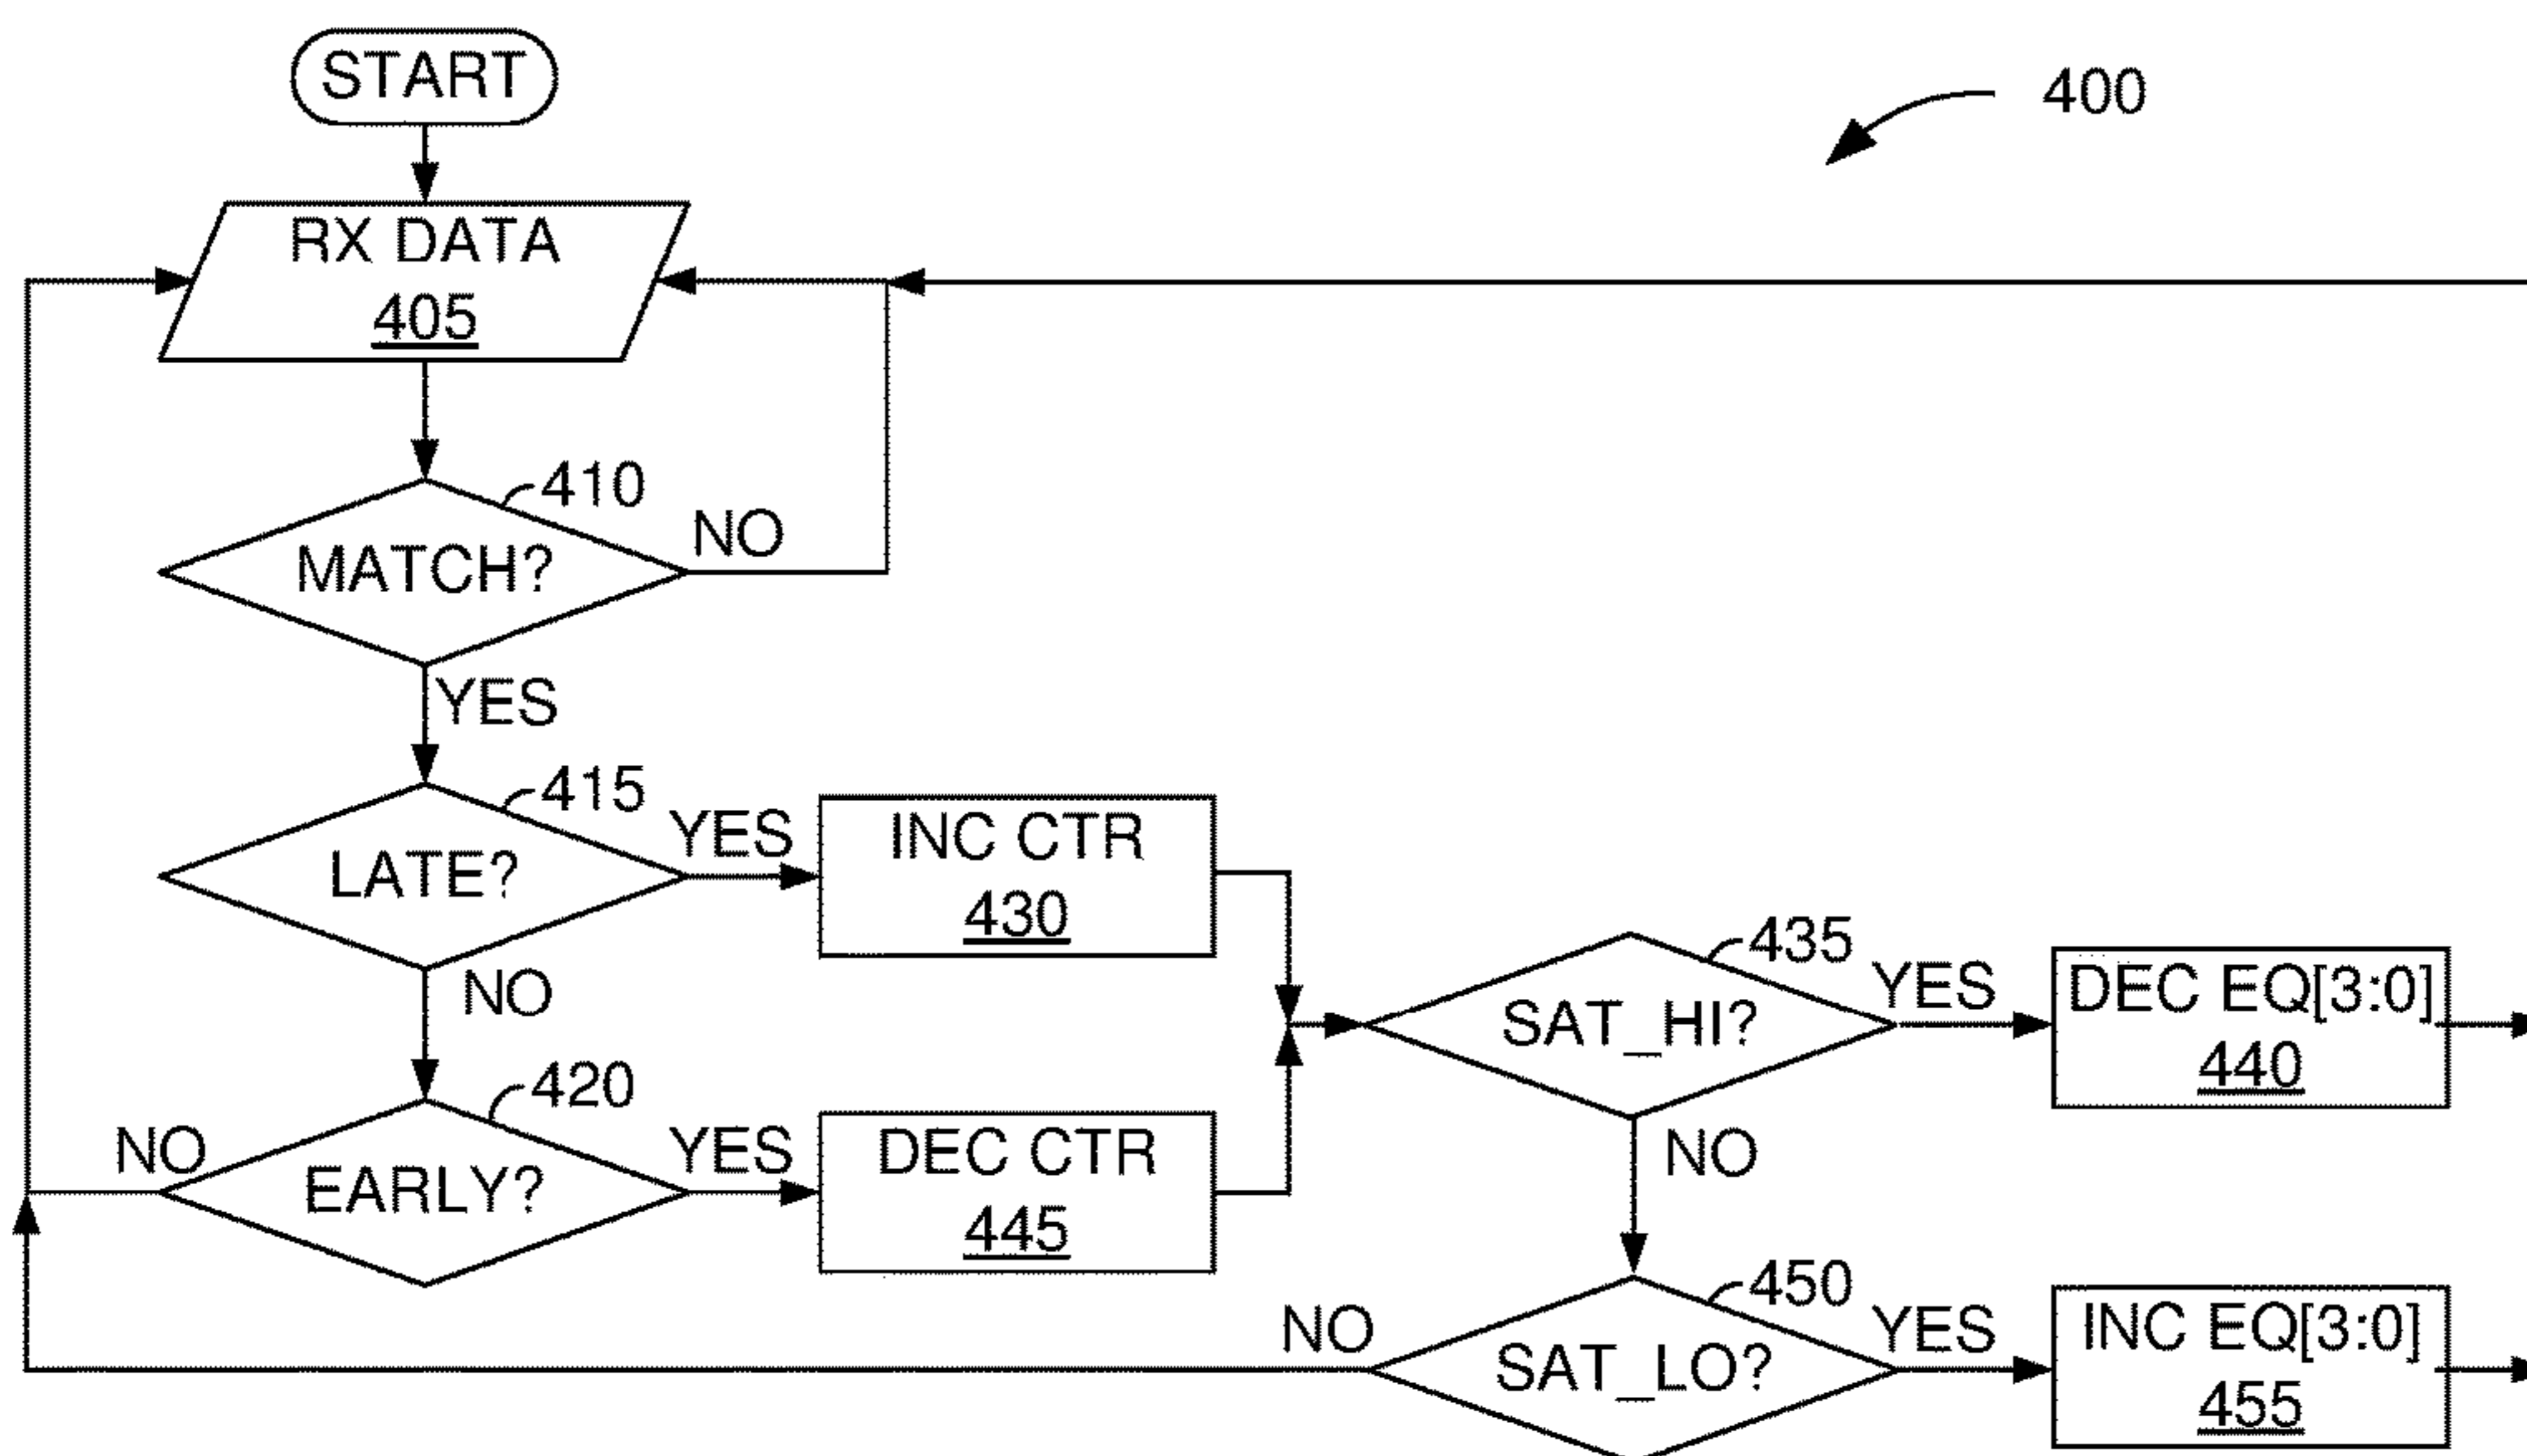 START
400
RX DATA
405
410
MATCH?
NO
YES
415
LATE?
YES
INC CTR
430
NO
435
SAT_HI?
YES
DEC EQ[3:0]
440
420
NO
EARLY?
YES
DEC CTR
445
NO
450
NO
SAT_LO?
YES
INC EQ[3:0]
455